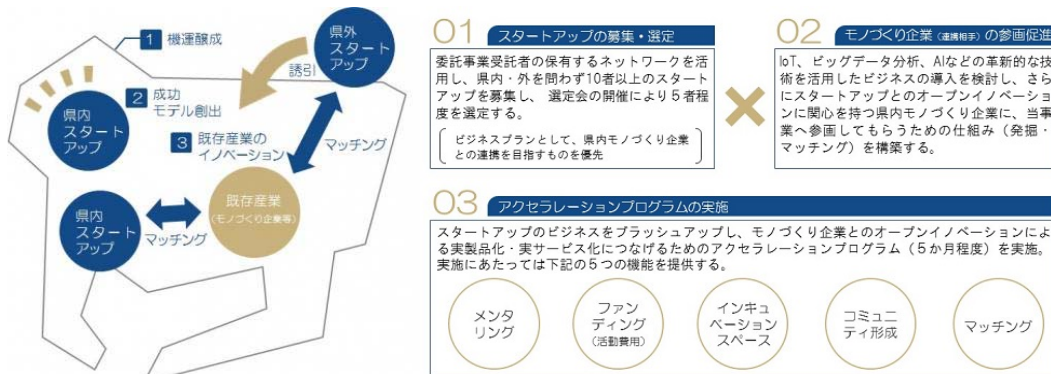 1 機運醸成
県外
スタート
アップ
誘引
2 成功
モデル創出
県内
スタート
アップ
3 既存産業の
イノベーション
マッチング
既存産業
(モノづくり企業等)
県内
スタート
アップ
マッチング
01 スタートアップの募集・選定
委託事業受託者の保有するネットワークを活
用し、県内・外を問わず10者以上のスタート
アップを募集し、 選定会の開催により5者程
度を選定する。
ビジネスプランとして、県内モノづくり企業
との連携を目指すものを優先
02 モノづくり企業(連携相手)の参画促進
IoT、ビッグデータ分析、AIなどの革新的な技
術を活用したビジネスの導入を検討し、さら
にスタートアップとのオープンイノベーショ
ンに関心を持つ県内モノづくり企業に、当事
業へ参画してもらうための仕組み(発掘・
マッチング)を構築する。
03 アクセラレーションプログラムの実施
スタートアップのビジネスをブラッシュアップし、モノづくり企業とのオープンイノベーションによ
る実製品化・実サービス化につなげるためのアクセラレーションプログラム(5か月程度)を実施。
実施にあたっては下記の5つの機能を提供する。
メンタ
リング
ファン
ディング
(活動費用)
インキュ
ベーション
スペース
コミュニ
ティ形成
マッチング